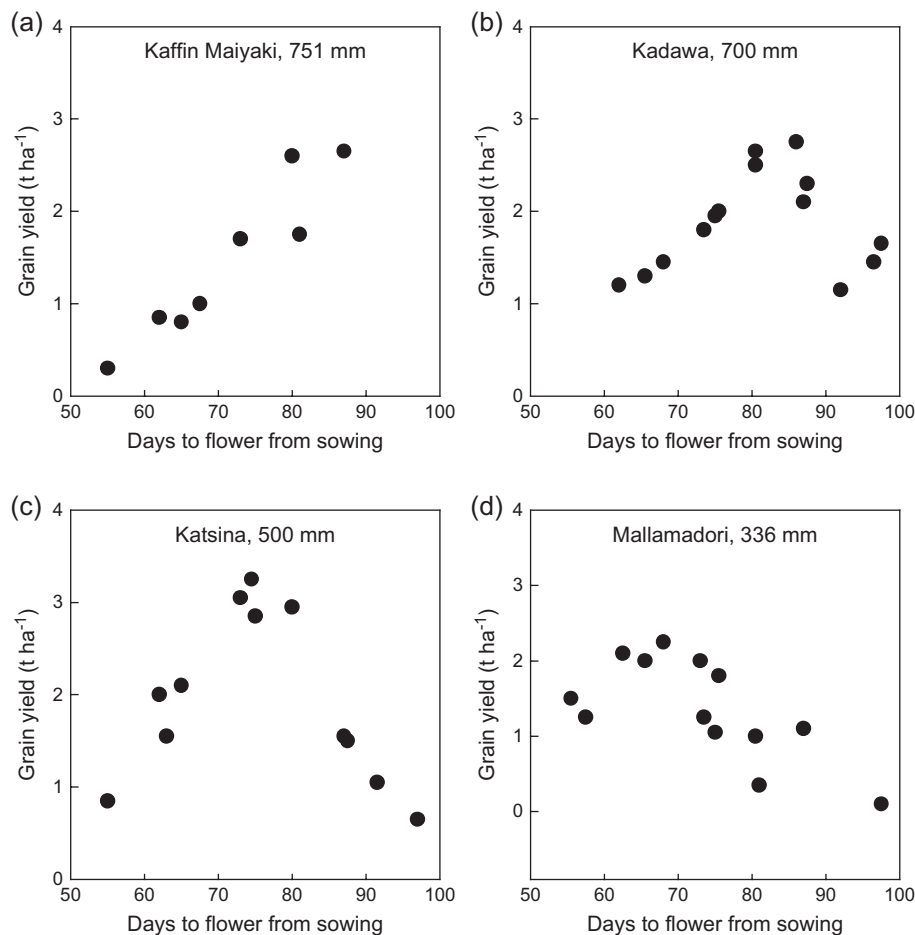 (a)
Kaffin Maiyaki, 751 mm
Grain yield (t ha⁻¹)
4
3
2
1
0
50 60 70 80 90 100
Days to flower from sowing
(b)
Kadawa, 700 mm
Grain yield (t ha⁻¹)
4
3
2
1
0
50 60 70 80 90 100
Days to flower from sowing
(c)
Katsina, 500 mm
Grain yield (t ha⁻¹)
4
3
2
1
0
50 60 70 80 90 100
Days to flower from sowing
(d)
Mallamadori, 336 mm
Grain yield (t ha⁻¹)
4
3
2
1
0
50 60 70 80 90 100
Days to flower from sowing